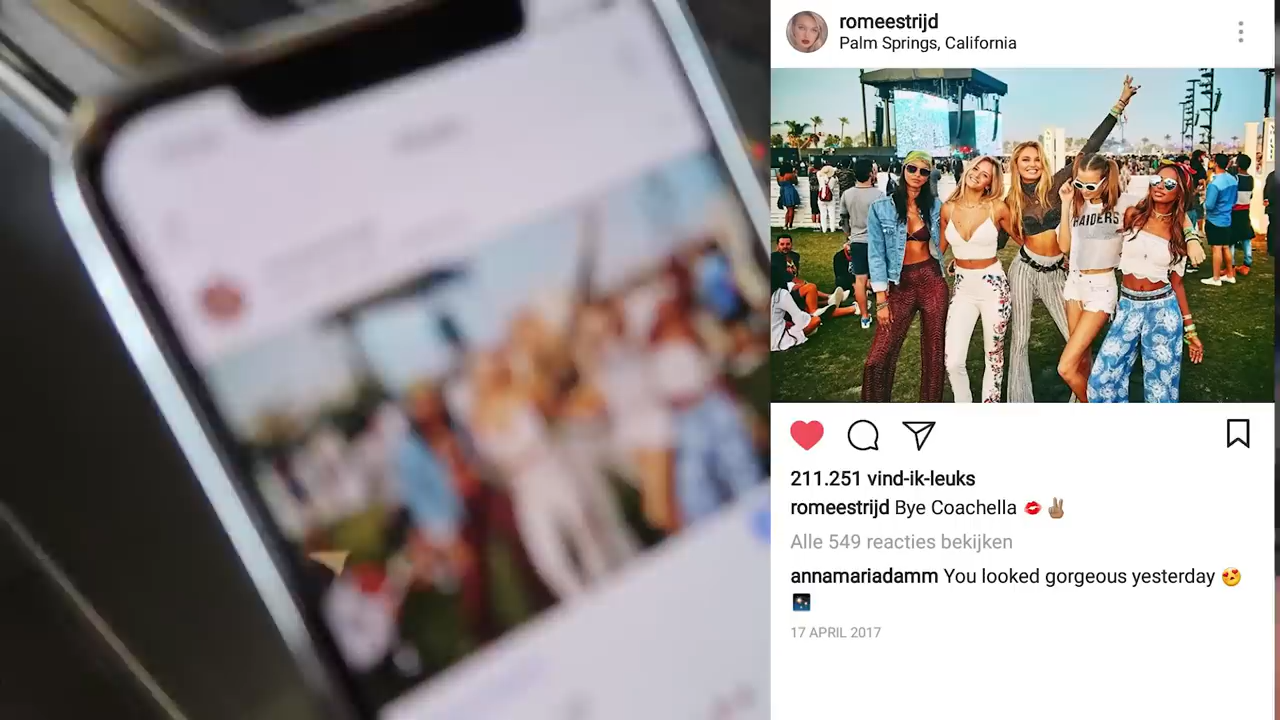 romeestrijd
Palm Springs, California
RAIDERS
211.251 vind-ik-leuks
romeestrijd Bye Coachella 💋✌🏽
Alle 549 reacties bekijken
annamariadamm You looked gorgeous yesterday 😍
🎆
17 APRIL 2017